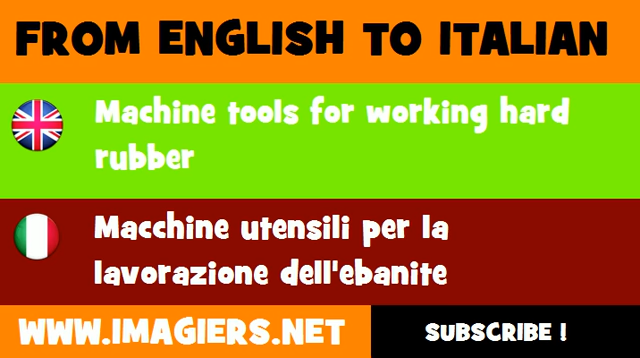 FROM ENGLISH TO ITALIAN
Machine tools for working hard
rubber
Macchine utensili per la
lavorazione dell'ebanite
WWW.IMAGIERS.NET
SUBSCRIBE !